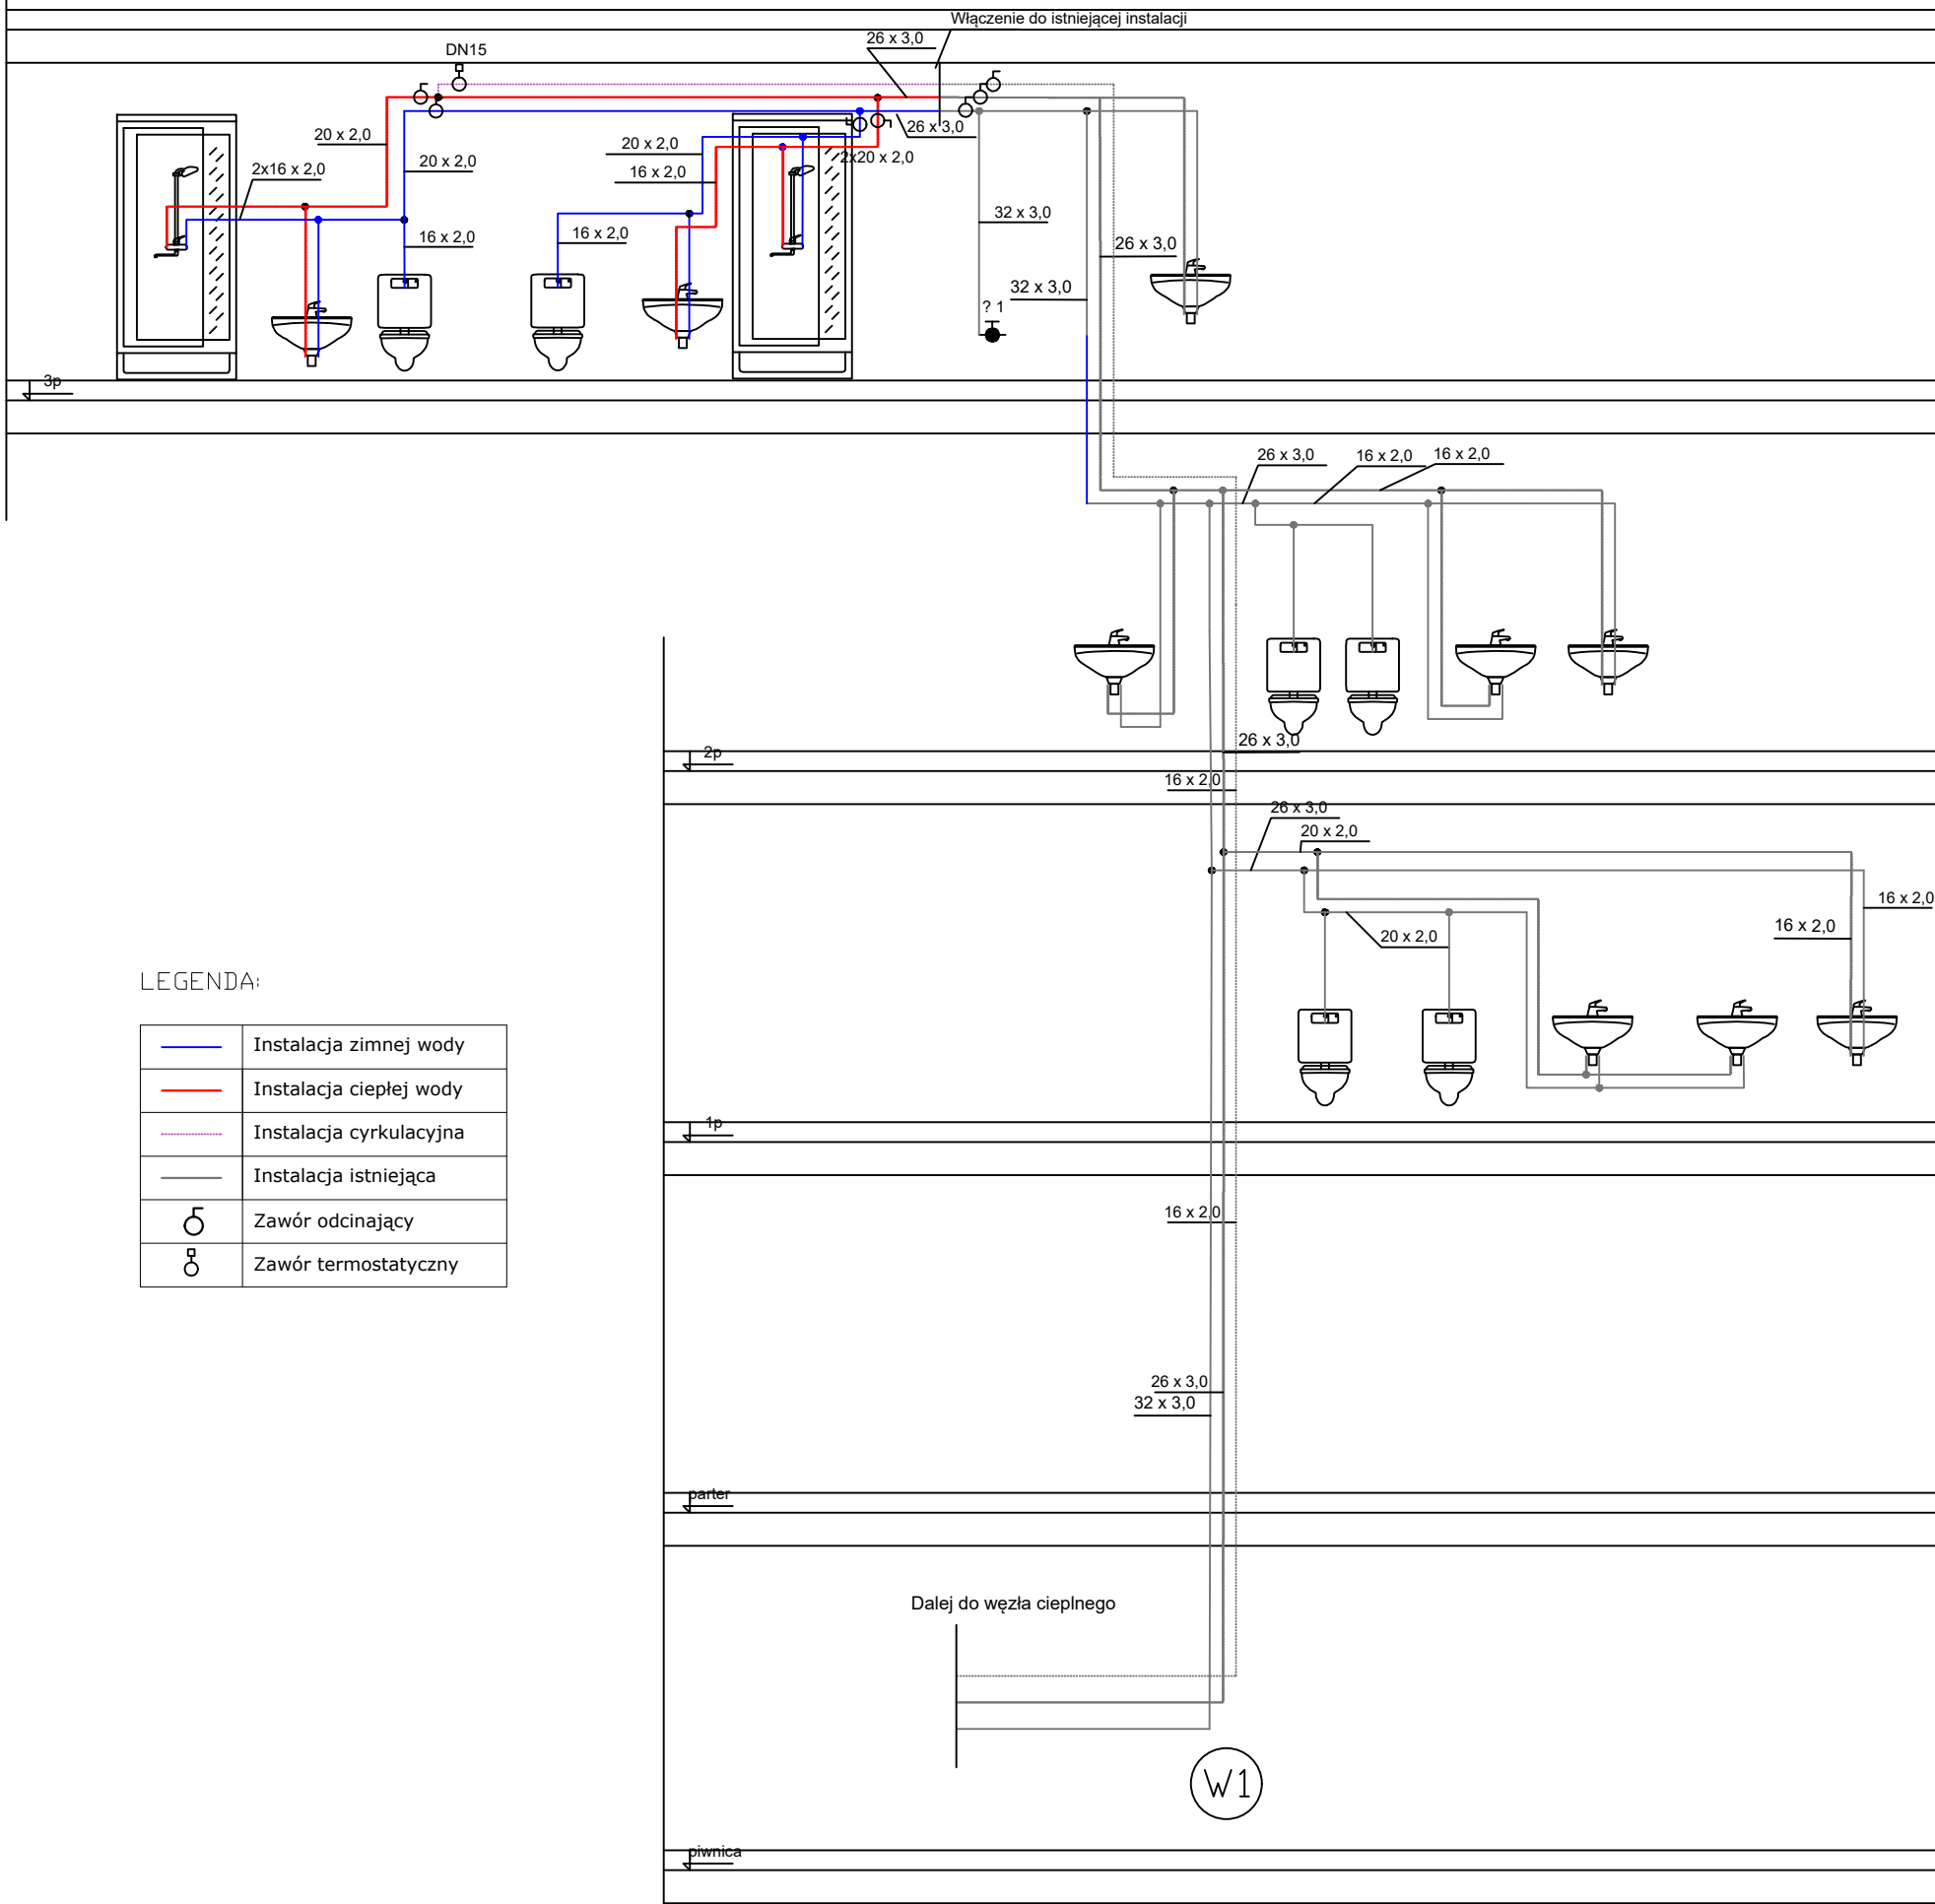 Włączenie do istniejącej instalacji
26 x 3,0
DN15
20 x 2,0
20 x 2,0
26 x 3,0
2x16 x 2,0
20 x 2,0
2x20 x 2,0
16 x 2,0
32 x 3,0
16 x 2,0
16 x 2,0
26 x 3,0
32 x 3,0
? 1
3p
26 x 3,0
16 x 2,0
16 x 2,0
2p
26 x 3,0
16 x 2,0
26 x 3,0
20 x 2,0
16 x 2,0
16 x 2,0
20 x 2,0
LEGENDA:
Instalacja zimnej wody
Instalacja ciepłej wody
Instalacja cyrkulacyjna
Instalacja istniejąca
Zawór odcinający
Zawór termostatyczny
1p
16 x 2,0
26 x 3,0
32 x 3,0
parter
Dalej do węzła cieplnego
W1
piwnica